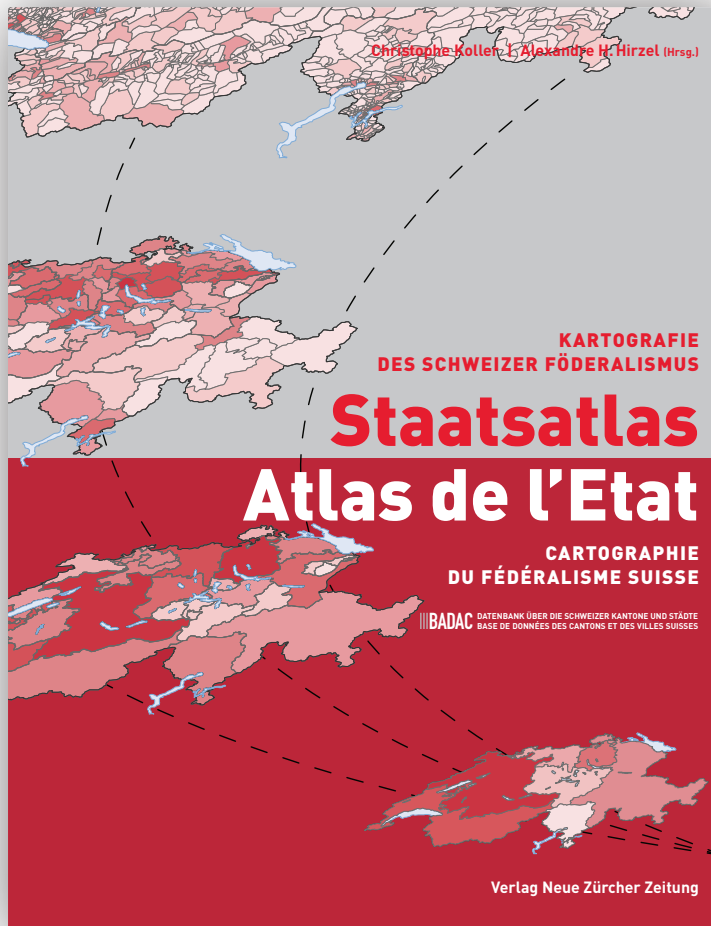 Christophe Koller | Alexandre H. Hirzel (Hrsg.)
KARTOGRAFIE
DES SCHWEIZER FÖDERALISMUS
Staatsatlas
Atlas de l’Etat
CARTOGRAPHIE
DU FÉDÉRALISME SUISSE
BADAC DATENBANK ÜBER DIE SCHWEIZER KANTONE UND STÄDTE
BASE DE DONNÉES DES CANTONS ET DES VILLES SUISSES
Verlag Neue Zürcher Zeitung